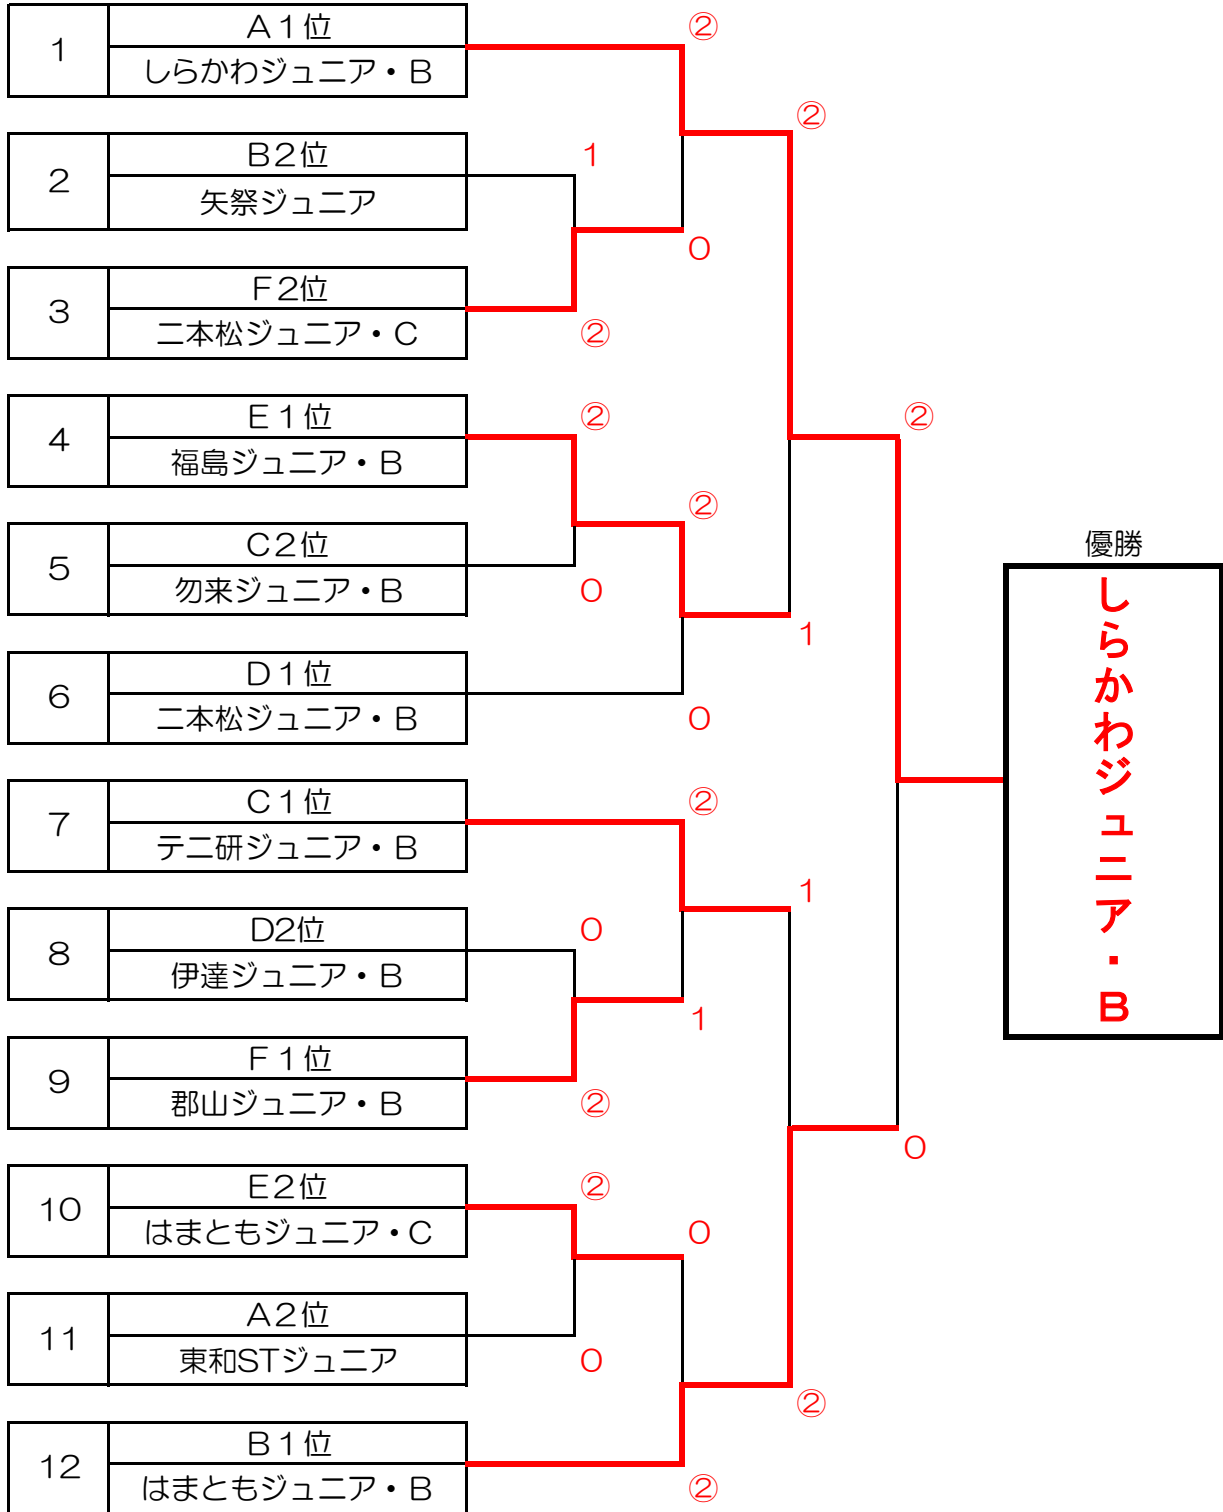 ②
1
A1位
しらかわジュニア・B
②
2
B2位
矢祭ジュニア
1
0
3
F2位
二本松ジュニア・C
②
4
E1位
福島ジュニア・B
②
②
②
5
C2位
勿来ジュニア・B
0
1
6
D1位
二本松ジュニア・B
0
優勝
しらかわジュニア・B
7
C1位
テニ研ジュニア・B
②
1
8
D2位
伊達ジュニア・B
0
1
9
F1位
郡山ジュニア・B
②
0
10
E2位
はまともジュニア・C
②
0
11
A2位
東和STジュニア
0
②
12
B1位
はまともジュニア・B
②